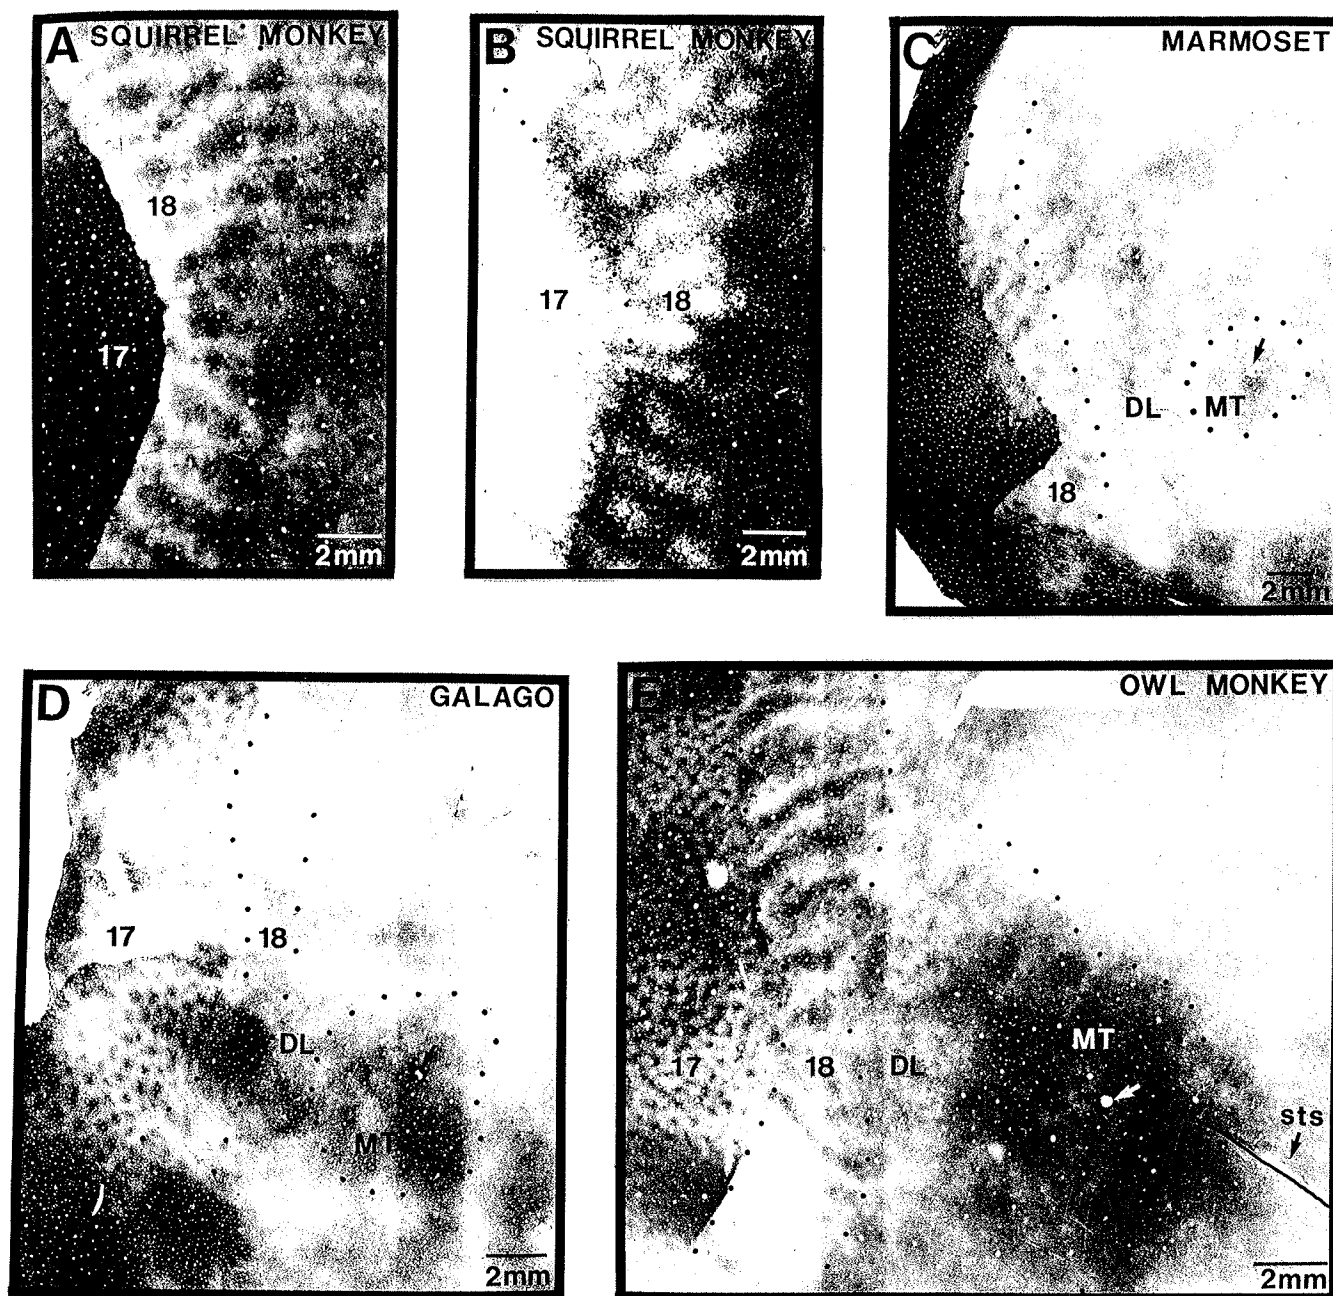 A SQUIRREL MONKEY
18
17
2mm
B SQUIRREL MONKEY
17 18
2mm
C MARMOSET
DL MT
18
2mm
D GALAGO
17 18
DL
MT
2mm
E OWL MONKEY
MT
17 18 DL
sts
2mm